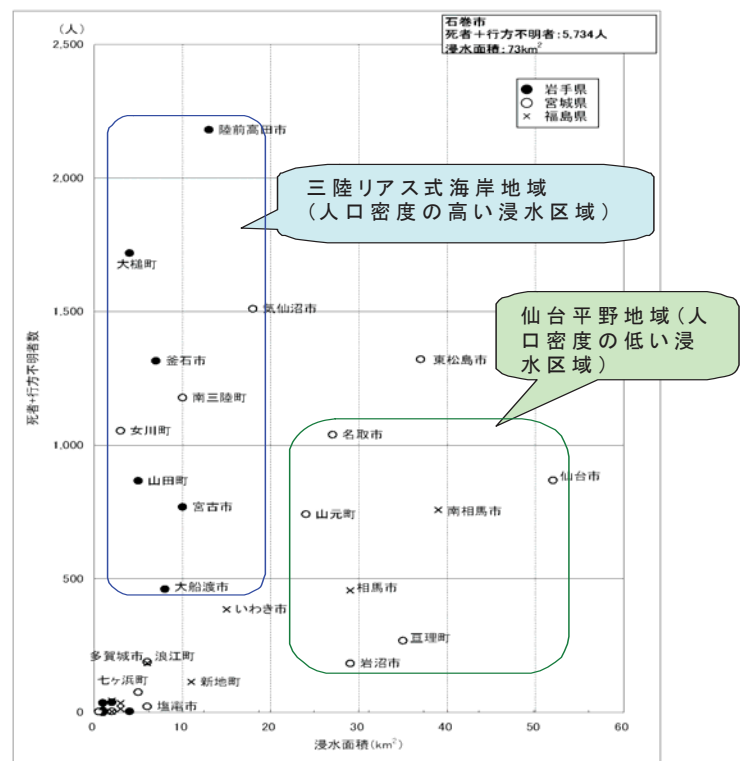 (人)
石巻市
死者+行方不明者:5,734人
浸水面積:73km²
2,500
● 岩手県
○ 宮城県
× 福島県
陸前高田市
2,000
三陸リアス式海岸地域
(人口密度の高い浸水区域)
大槌町
1,500
気仙沼市
仙台平野地域(人
口密度の低い浸
水区域)
釜石市
東松島市
南三陸町
女川町
名取市
1,000
山田町
仙台市
宮古市
山元町
南相馬市
500
大船渡市
相馬市
いわき市
亘理町
多賀城市
浪江町
岩沼市
七ヶ浜町
新地町
塩竈市
0
死者+行方不明者数
0 10 20 30 40 50 60
浸水面積(km²)